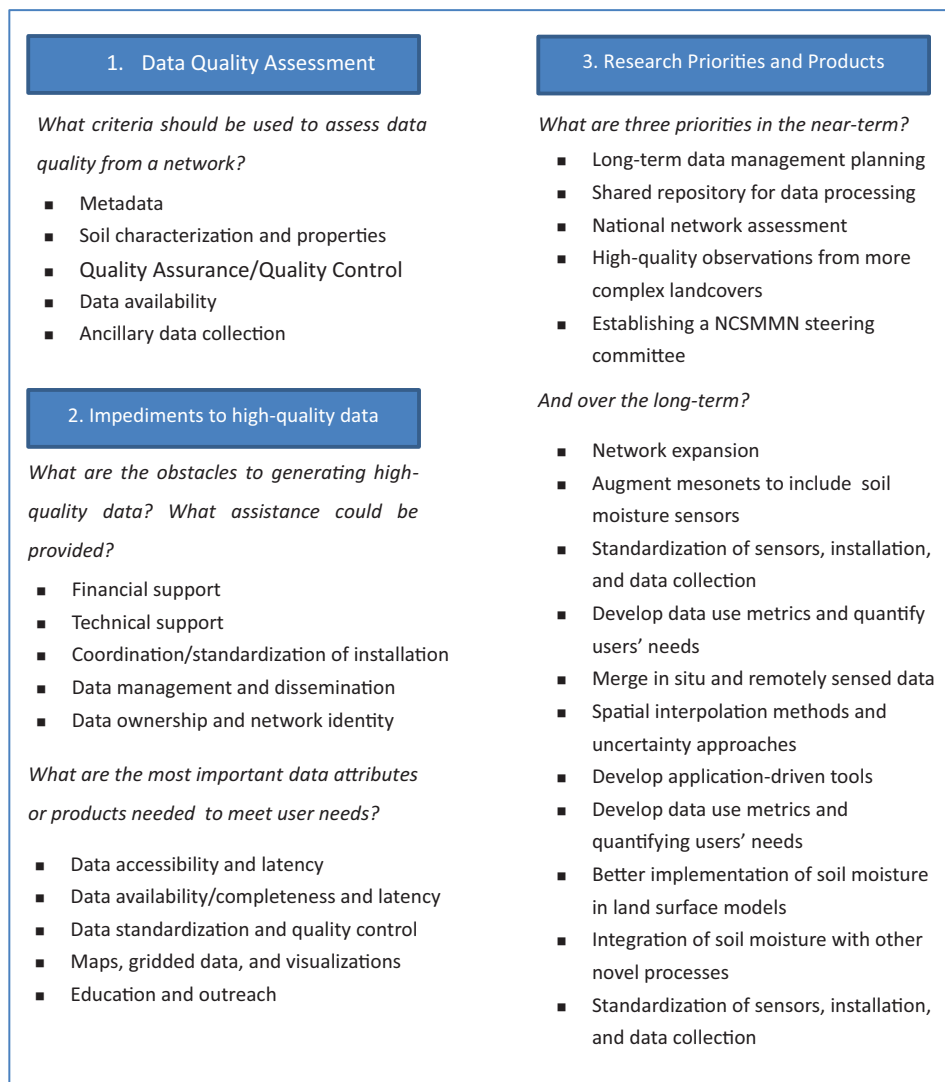 1. Data Quality Assessment
What criteria should be used to assess data
quality from a network?
▪ Metadata
▪ Soil characterization and properties
▪ Quality Assurance/Quality Control
▪ Data availability
▪ Ancillary data collection
2. Impediments to high-quality data
What are the obstacles to generating high-
quality data? What assistance could be
provided?
▪ Financial support
▪ Technical support
▪ Coordination/standardization of installation
▪ Data management and dissemination
▪ Data ownership and network identity
What are the most important data attributes
or products needed to meet user needs?
▪ Data accessibility and latency
▪ Data availability/completeness and latency
▪ Data standardization and quality control
▪ Maps, gridded data, and visualizations
▪ Education and outreach
3. Research Priorities and Products
What are three priorities in the near-term?
▪ Long-term data management planning
▪ Shared repository for data processing
▪ National network assessment
▪ High-quality observations from more
complex landcovers
▪ Establishing a NCSMMN steering
committee
And over the long-term?
▪ Network expansion
▪ Augment mesonets to include soil
moisture sensors
▪ Standardization of sensors, installation,
and data collection
▪ Develop data use metrics and quantify
users' needs
▪ Merge in situ and remotely sensed data
▪ Spatial interpolation methods and
uncertainty approaches
▪ Develop application-driven tools
▪ Develop data use metrics and
quantifying users' needs
▪ Better implementation of soil moisture
in land surface models
▪ Integration of soil moisture with other
novel processes
▪ Standardization of sensors, installation,
and data collection